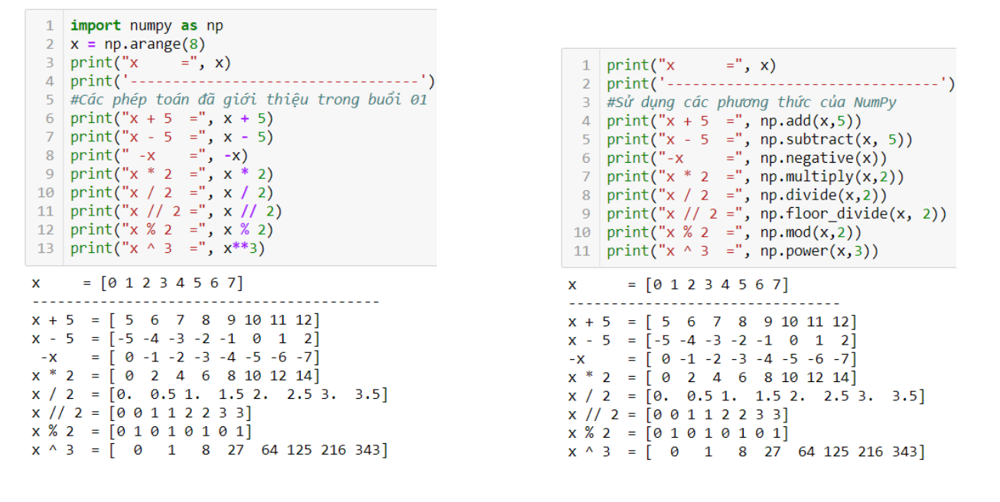 1 import numpy as np
2 x = np.arange(8)
3 print("x     =", x)
4 print('----------------------------------')
5 #Các phép toán đã giới thiệu trong buổi 01
6 print("x + 5  =", x + 5)
7 print("x - 5  =", x - 5)
8 print(" -x    =", -x)
9 print("x * 2  =", x * 2)
10 print("x / 2  =", x / 2)
11 print("x // 2 =", x // 2)
12 print("x % 2  =", x % 2)
13 print("x ^ 3  =", x**3)
x     = [0 1 2 3 4 5 6 7]
-----------------------------------------
x + 5  = [ 5  6  7  8  9 10 11 12]
x - 5  = [-5 -4 -3 -2 -1  0  1  2]
 -x    = [ 0 -1 -2 -3 -4 -5 -6 -7]
x * 2  = [ 0  2  4  6  8 10 12 14]
x / 2  = [0.  0.5 1.  1.5 2.  2.5 3.  3.5]
x // 2 = [0 0 1 1 2 2 3 3]
x % 2  = [0 1 0 1 0 1 0 1]
x ^ 3  = [  0   1   8  27  64 125 216 343]
1 print("x      =", x)
2 print('--------------------------------')
3 #Sử dụng các phương thức của NumPy
4 print("x + 5  =", np.add(x,5))
5 print("x - 5  =", np.subtract(x, 5))
6 print("-x     =", np.negative(x))
7 print("x * 2  =", np.multiply(x,2))
8 print("x / 2  =", np.divide(x,2))
9 print("x // 2 =", np.floor_divide(x, 2))
10 print("x % 2  =", np.mod(x,2))
11 print("x ^ 3  =", np.power(x,3))
x      = [0 1 2 3 4 5 6 7]
--------------------------------
x + 5  = [ 5  6  7  8  9 10 11 12]
x - 5  = [-5 -4 -3 -2 -1  0  1  2]
-x     = [ 0 -1 -2 -3 -4 -5 -6 -7]
x * 2  = [ 0  2  4  6  8 10 12 14]
x / 2  = [0.  0.5 1.  1.5 2.  2.5 3.  3.5]
x // 2 = [0 0 1 1 2 2 3 3]
x % 2  = [0 1 0 1 0 1 0 1]
x ^ 3  = [  0   1   8  27  64 125 216 343]